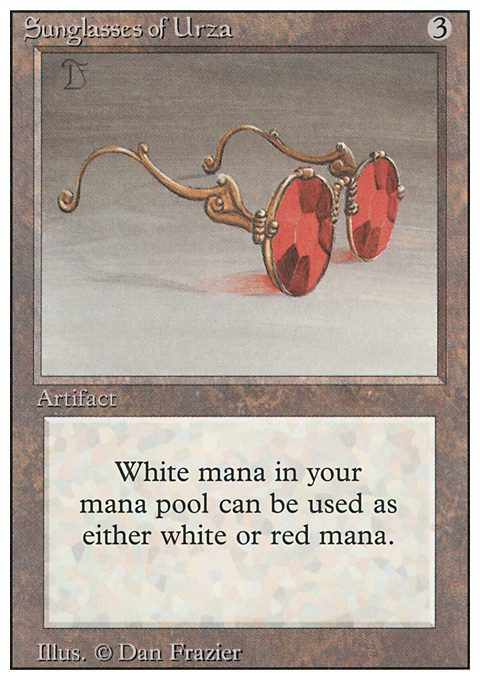 Sunglasses of Urza 3
Artifact
White mana in your
mana pool can be used as
either white or red mana.
Illus. © Dan Frazier